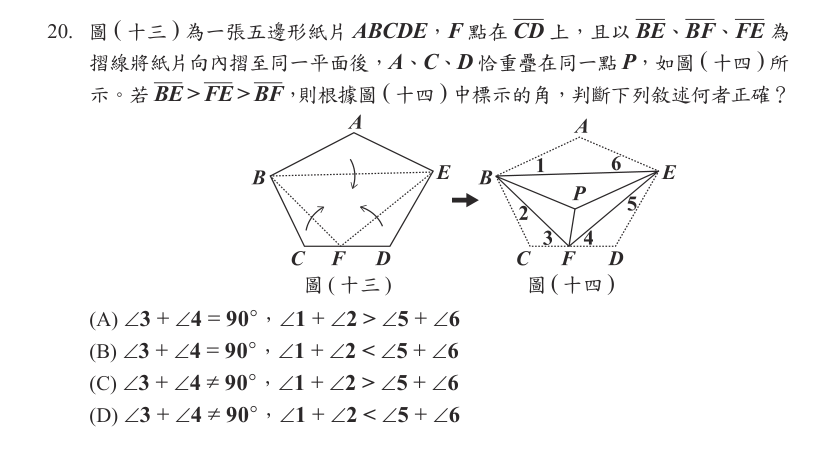 20. 圖(十三)為一張五邊形紙片 ABCDE，F 點在 CD 上，且以 BE、BF、FE 為
摺線將紙片向內摺至同一平面後，A、C、D 恰重疊在同一點 P，如圖(十四)所
示。若 BE > FE > BF，則根據圖(十四)中標示的角，判斷下列敘述何者正確？
A
B
E
C
F
D
圖(十三)
A
B
E
1
6
P
2
5
3
4
C
F
D
圖(十四)
(A) ∠3 + ∠4 = 90°，∠1 + ∠2 > ∠5 + ∠6
(B) ∠3 + ∠4 = 90°，∠1 + ∠2 < ∠5 + ∠6
(C) ∠3 + ∠4 ≠ 90°，∠1 + ∠2 > ∠5 + ∠6
(D) ∠3 + ∠4 ≠ 90°，∠1 + ∠2 < ∠5 + ∠6